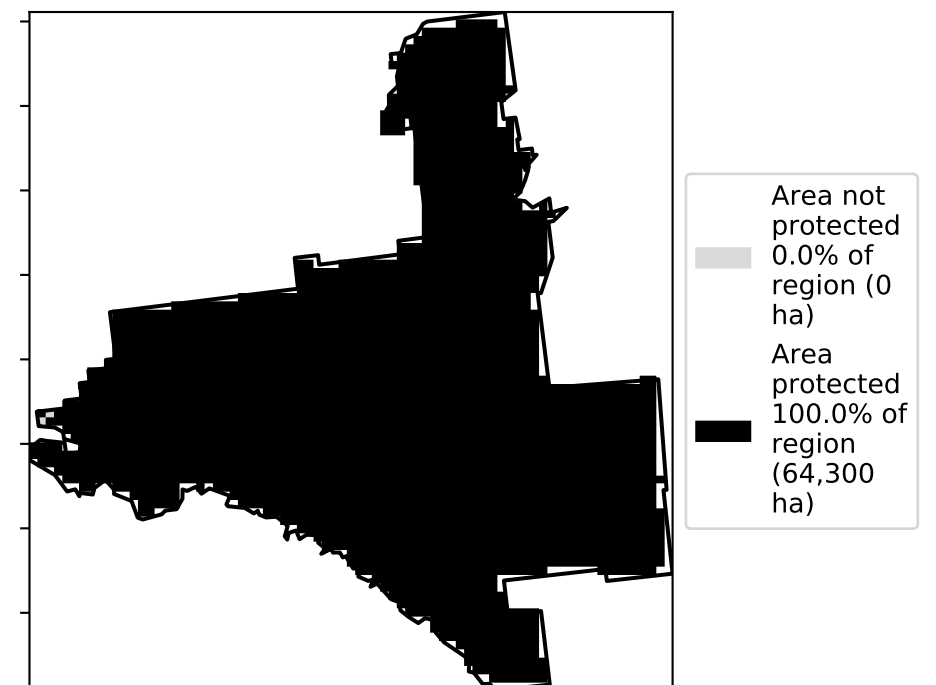 Area not
protected
0.0% of
region (0
ha)
Area
protected
100.0% of
region
(64,300
ha)